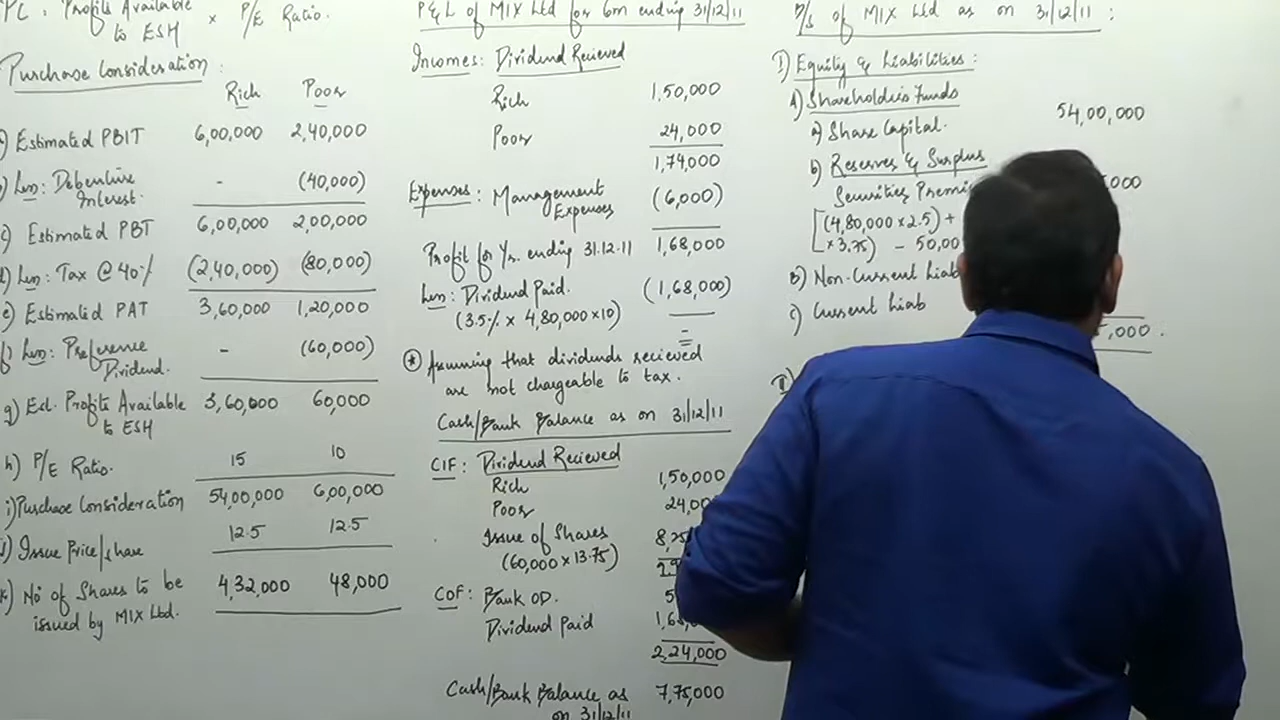 PC : Profits Available to ESH × P/E Ratio.
Purchase Consideration :
Rich Poor
Estimated PBIT 6,00,000 2,40,000
Less: Debenture Interest. - (40,000)
c) Estimated PBT 6,00,000 2,00,000
d) Less: Tax @ 40% (2,40,000) (80,000)
e) Estimated PAT 3,60,000 1,20,000
f) Less: Preference Dividend. - (60,000)
g) Est. Profits Available to ESH 3,60,000 60,000
h) P/E Ratio. 15 10
i) Purchase Consideration 54,00,000 6,00,000
j) Issue Price/share 12.5 12.5
k) No of Shares to be issued by MIX Ltd. 4,32,000 48,000
P&L of MIX Ltd for 6m ending 31/12/11
Incomes: Dividend Recieved
Rich 1,50,000
Poor 24,000
1,74,000
Expenses: Management Expenses (6,000)
Profit for Yr. ending 31.12.11 1,68,000
Less: Dividend Paid. (1,68,000)
(3.5% × 4,80,000 × 10)
* Assuming that dividends recieved
are not chargeable to tax.
Cash/Bank Balance as on 31/12/11
CIF: Dividend Recieved
Rich 1,50,000
Poor 24,00
Issue of Shares
(60,000 × 13.75)
COF: Bank OD.
Dividend Paid
2,24,000
Cash/Bank Balance as on 31/12/11 7,75,000
B/S of MIX Ltd as on 31/12/11 :
I) Equity & Liabilities :
A) Shareholders Funds
a) Share Capital. 54,00,000
b) Reserves & Surplus
Securities Premi
[(4,80,000 × 2.5) +
× 3.75) - 50,00
B) Non-Current Liab
c) Current Liab
II)